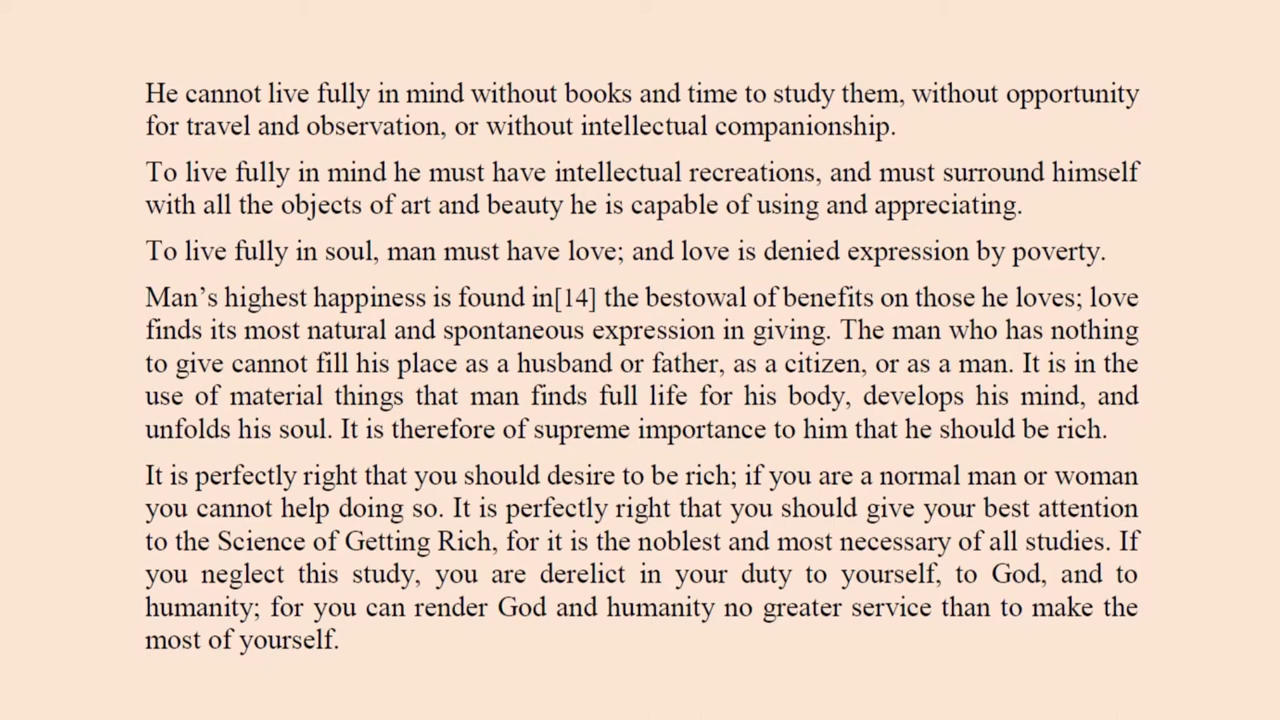 He cannot live fully in mind without books and time to study them, without opportunity
for travel and observation, or without intellectual companionship.
To live fully in mind he must have intellectual recreations, and must surround himself
with all the objects of art and beauty he is capable of using and appreciating.
To live fully in soul, man must have love; and love is denied expression by poverty.
Man’s highest happiness is found in[14] the bestowal of benefits on those he loves; love
finds its most natural and spontaneous expression in giving. The man who has nothing
to give cannot fill his place as a husband or father, as a citizen, or as a man. It is in the
use of material things that man finds full life for his body, develops his mind, and
unfolds his soul. It is therefore of supreme importance to him that he should be rich.
It is perfectly right that you should desire to be rich; if you are a normal man or woman
you cannot help doing so. It is perfectly right that you should give your best attention
to the Science of Getting Rich, for it is the noblest and most necessary of all studies. If
you neglect this study, you are derelict in your duty to yourself, to God, and to
humanity; for you can render God and humanity no greater service than to make the
most of yourself.